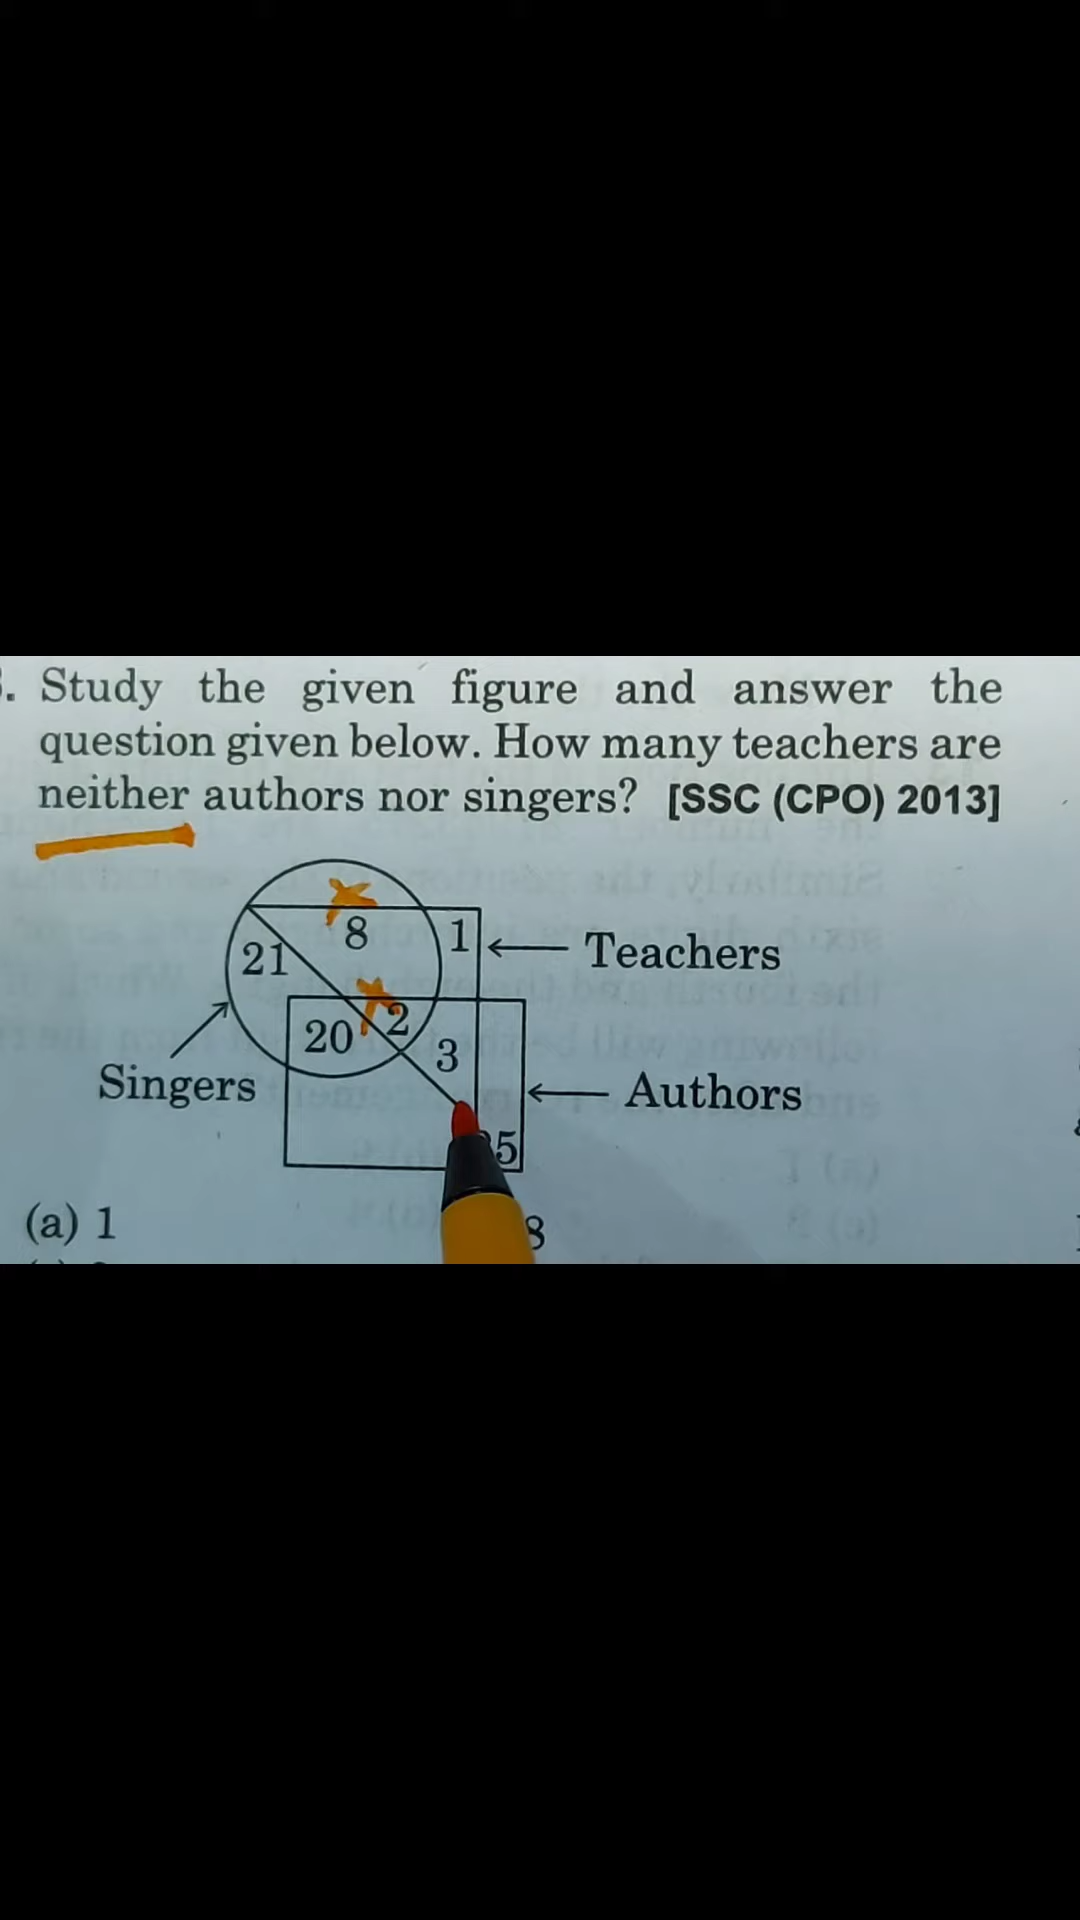 . Study the given figure and answer the
question given below. How many teachers are
neither authors nor singers? [SSC (CPO) 2013]
8
1
Teachers
21
20
2
3
Singers
Authors
5
(a) 1
8